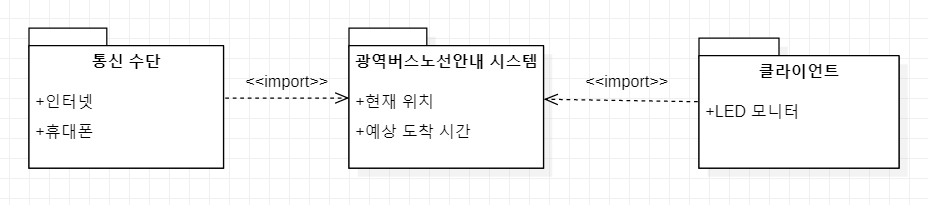 통신 수단
+인터넷
+휴대폰
<<import>>
광역버스노선안내 시스템
+현재 위치
+예상 도착 시간
<<import>>
클라이언트
+LED 모니터